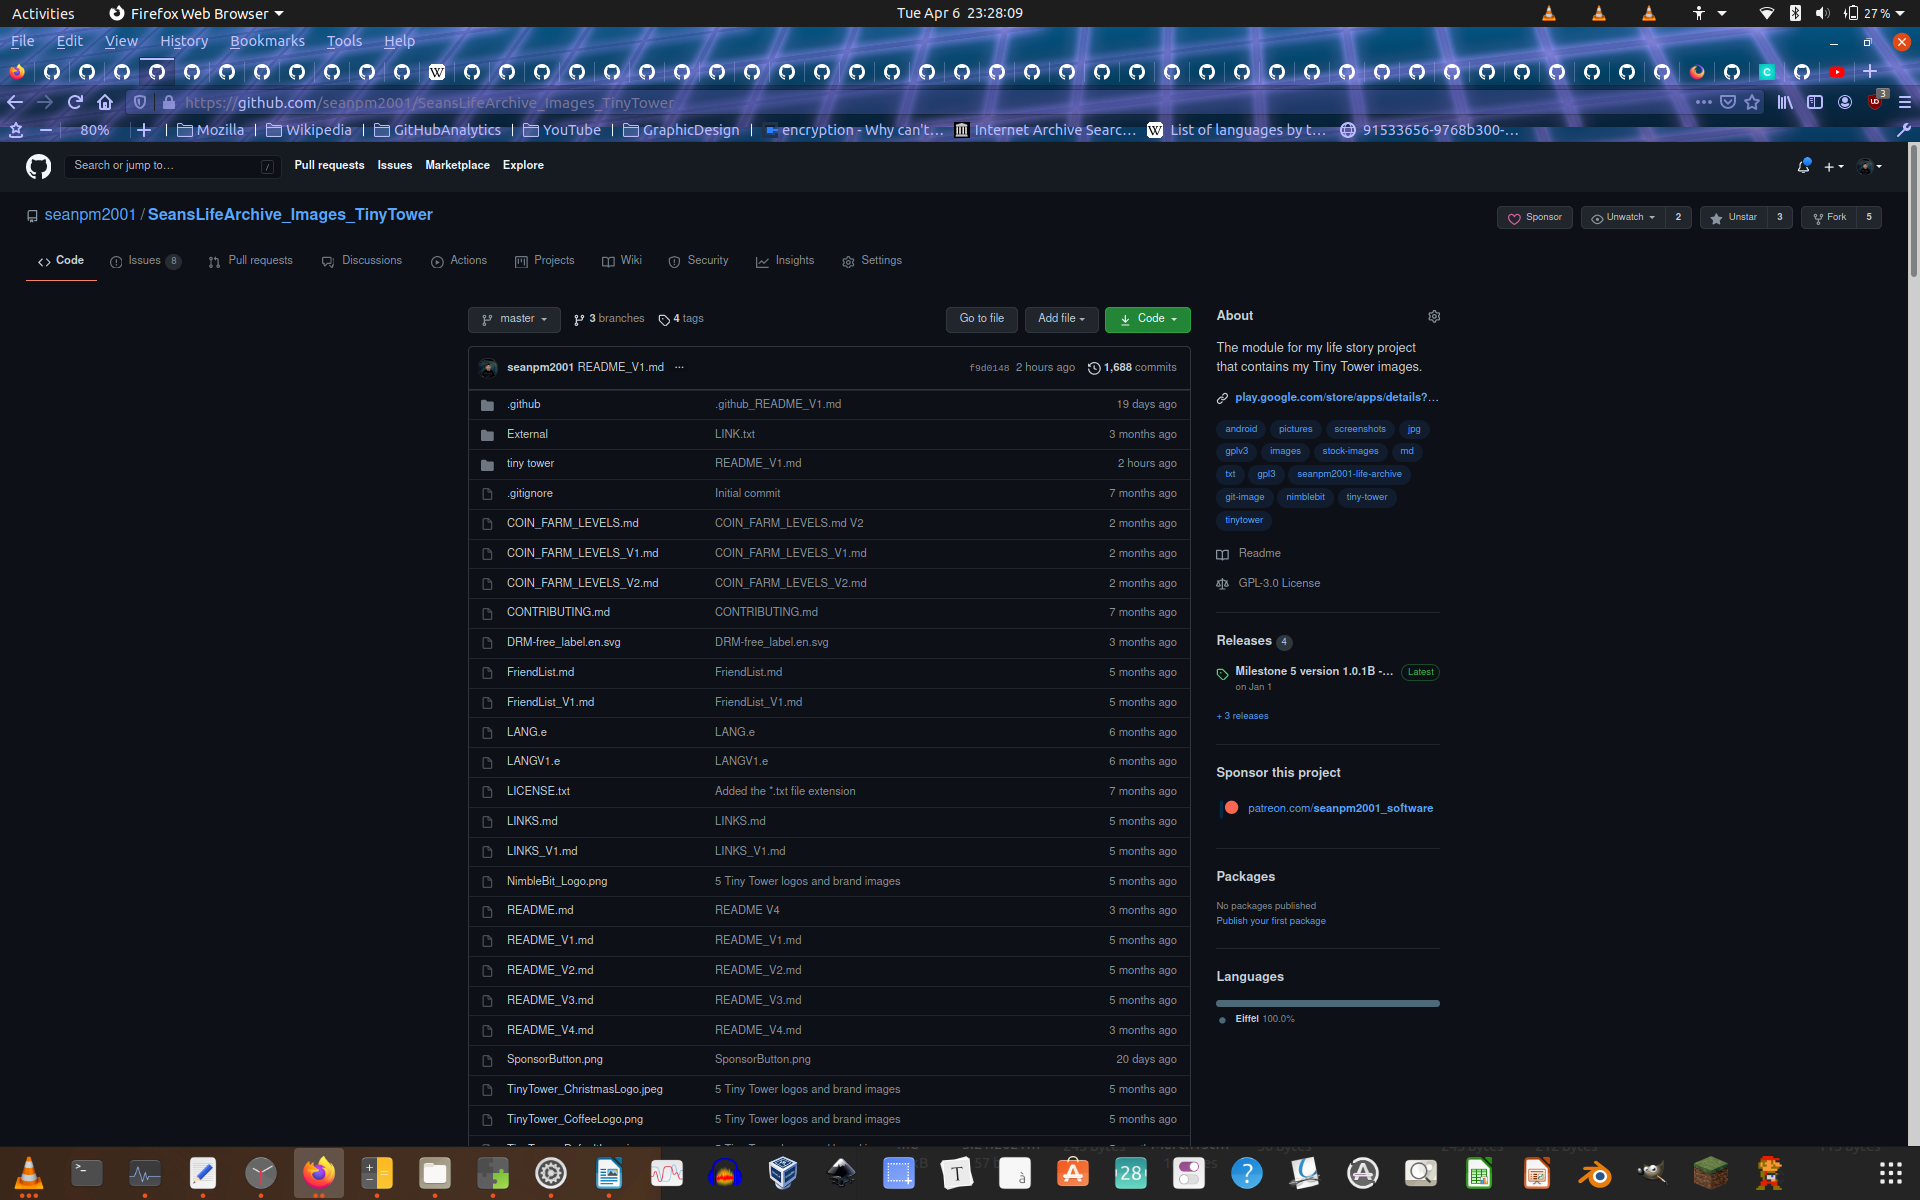 Activities
Firefox Web Browser
Tue Apr 6 23:28:09
27 %
File Edit View History Bookmarks Tools Help
https://github.com/seanpm2001/SeansLifeArchive_Images_TinyTower
3
80%
Mozilla
Wikipedia
GitHubAnalytics
YouTube
GraphicDesign
encryption - Why can't...
Internet Archive Searc...
List of languages by t...
91533656-9768b300-...
Search or jump to...
/
Pull requests Issues Marketplace Explore
seanpm2001 / SeansLifeArchive_Images_TinyTower
Sponsor
Unwatch 2
Unstar 3
Fork 5
Code
Issues 8
Pull requests
Discussions
Actions
Projects
Wiki
Security
Insights
Settings
master
3 branches
4 tags
Go to file
Add file
Code
seanpm2001 README_V1.md ...
f9d0148 2 hours ago
1,688 commits
.github .github_README_V1.md 19 days ago
External LINK.txt 3 months ago
tiny tower README_V1.md 2 hours ago
.gitignore Initial commit 7 months ago
COIN_FARM_LEVELS.md COIN_FARM_LEVELS.md V2 2 months ago
COIN_FARM_LEVELS_V1.md COIN_FARM_LEVELS_V1.md 2 months ago
COIN_FARM_LEVELS_V2.md COIN_FARM_LEVELS_V2.md 2 months ago
CONTRIBUTING.md CONTRIBUTING.md 7 months ago
DRM-free_label.en.svg DRM-free_label.en.svg 3 months ago
FriendList.md FriendList.md 5 months ago
FriendList_V1.md FriendList_V1.md 5 months ago
LANG.e LANG.e 6 months ago
LANGV1.e LANGV1.e 6 months ago
LICENSE.txt Added the *.txt file extension 7 months ago
LINKS.md LINKS.md 5 months ago
LINKS_V1.md LINKS_V1.md 5 months ago
NimbleBit_Logo.png 5 Tiny Tower logos and brand images 5 months ago
README.md README V4 3 months ago
README_V1.md README_V1.md 5 months ago
README_V2.md README_V2.md 5 months ago
README_V3.md README_V3.md 5 months ago
README_V4.md README_V4.md 3 months ago
SponsorButton.png SponsorButton.png 20 days ago
TinyTower_ChristmasLogo.jpeg 5 Tiny Tower logos and brand images 5 months ago
TinyTower_CoffeeLogo.png 5 Tiny Tower logos and brand images 5 months ago
About
The module for my life story project
that contains my Tiny Tower images.
play.google.com/store/apps/details?...
android pictures screenshots jpg
gplv3 images stock-images md
txt gpl3 seanpm2001-life-archive
git-image nimblebit tiny-tower
tinytower
Readme
GPL-3.0 License
Releases 4
Milestone 5 version 1.0.1B -... Latest
on Jan 1
+ 3 releases
Sponsor this project
patreon.com/seanpm2001_software
Packages
No packages published
Publish your first package
Languages
Eiffel 100.0%